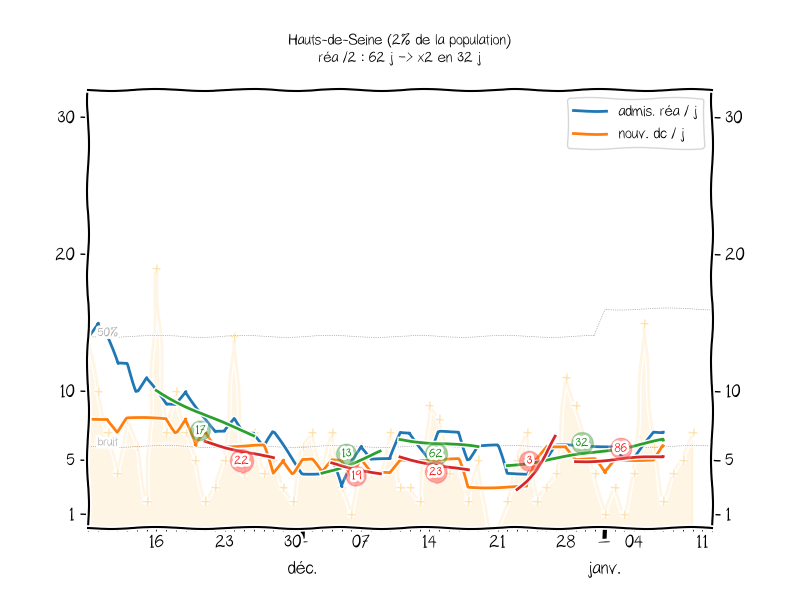 Hauts-de-Seine (2% de la population)
réa /2 : 62 j -> x2 en 32 j
admis. réa / j
nouv. dc / j
30
30
20
20
50%
10
10
bruit
5
5
1
1
17
22
13
19
62
23
3
32
86
16 23 30 07 14 21 28 04 11
déc. janv.